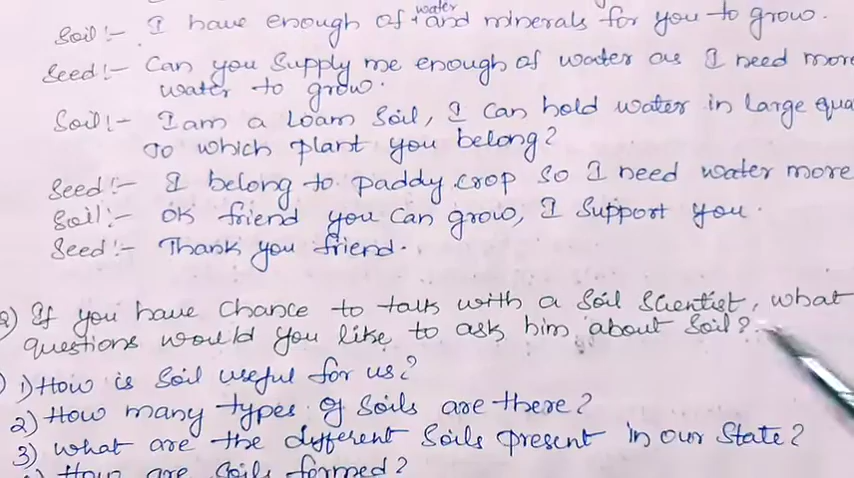 Soil:- I have enough of water and minerals for you to grow.
Seed:- Can you Supply me enough of water as I need more
water to grow.
Soil:- I am a Loam Soil, I can hold water in large qua
To which plant you belong?
Seed:- I belong to paddy crop so I need water more
Soil:- OK friend you can grow, I Support you.
Seed:- Thank you friend.
Q) If you have Chance to talk with a Soil Scientist, what
questions would you like to ask him about Soil?
1) How is Soil useful for us?
2) How many types of Soils are there?
3) what are the different Soils present in our State?
How are Soils formed?